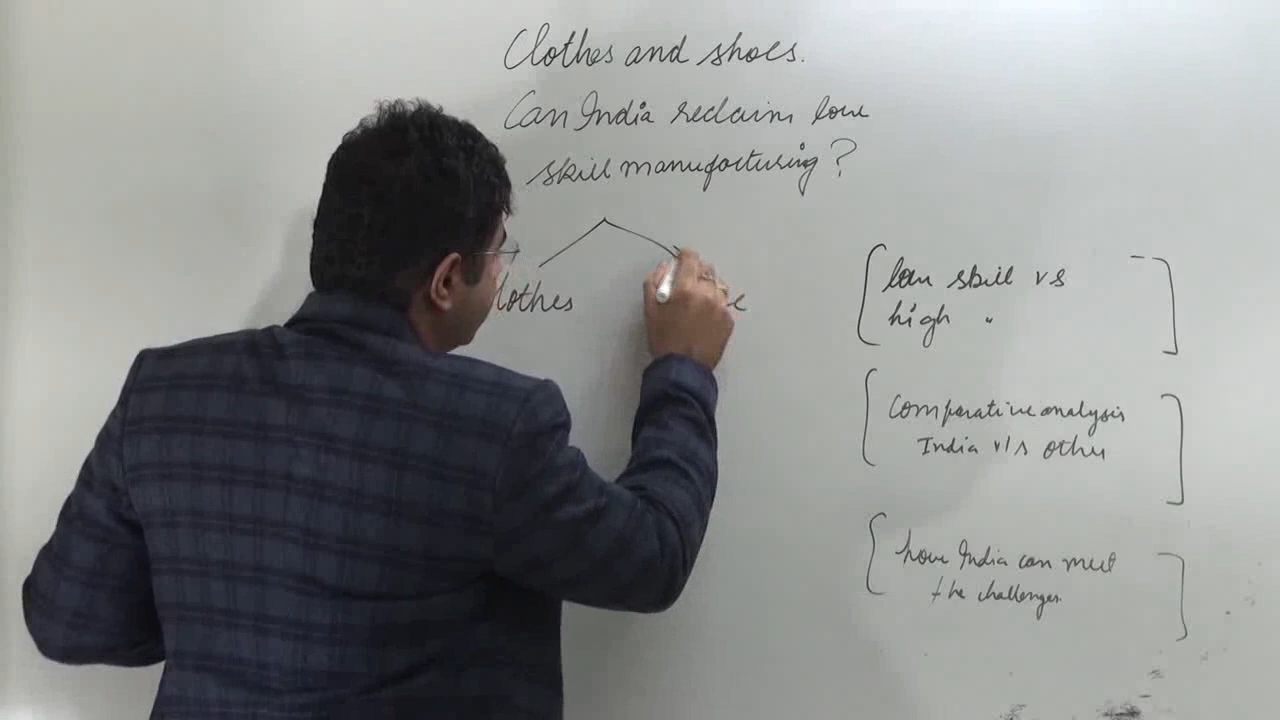 Clothes and shoes.
Can India reclaim low
skill manufacturing?
lothes
low skill vs
high "
Comparative analysis
India v/s other
how India can meet
the challenges